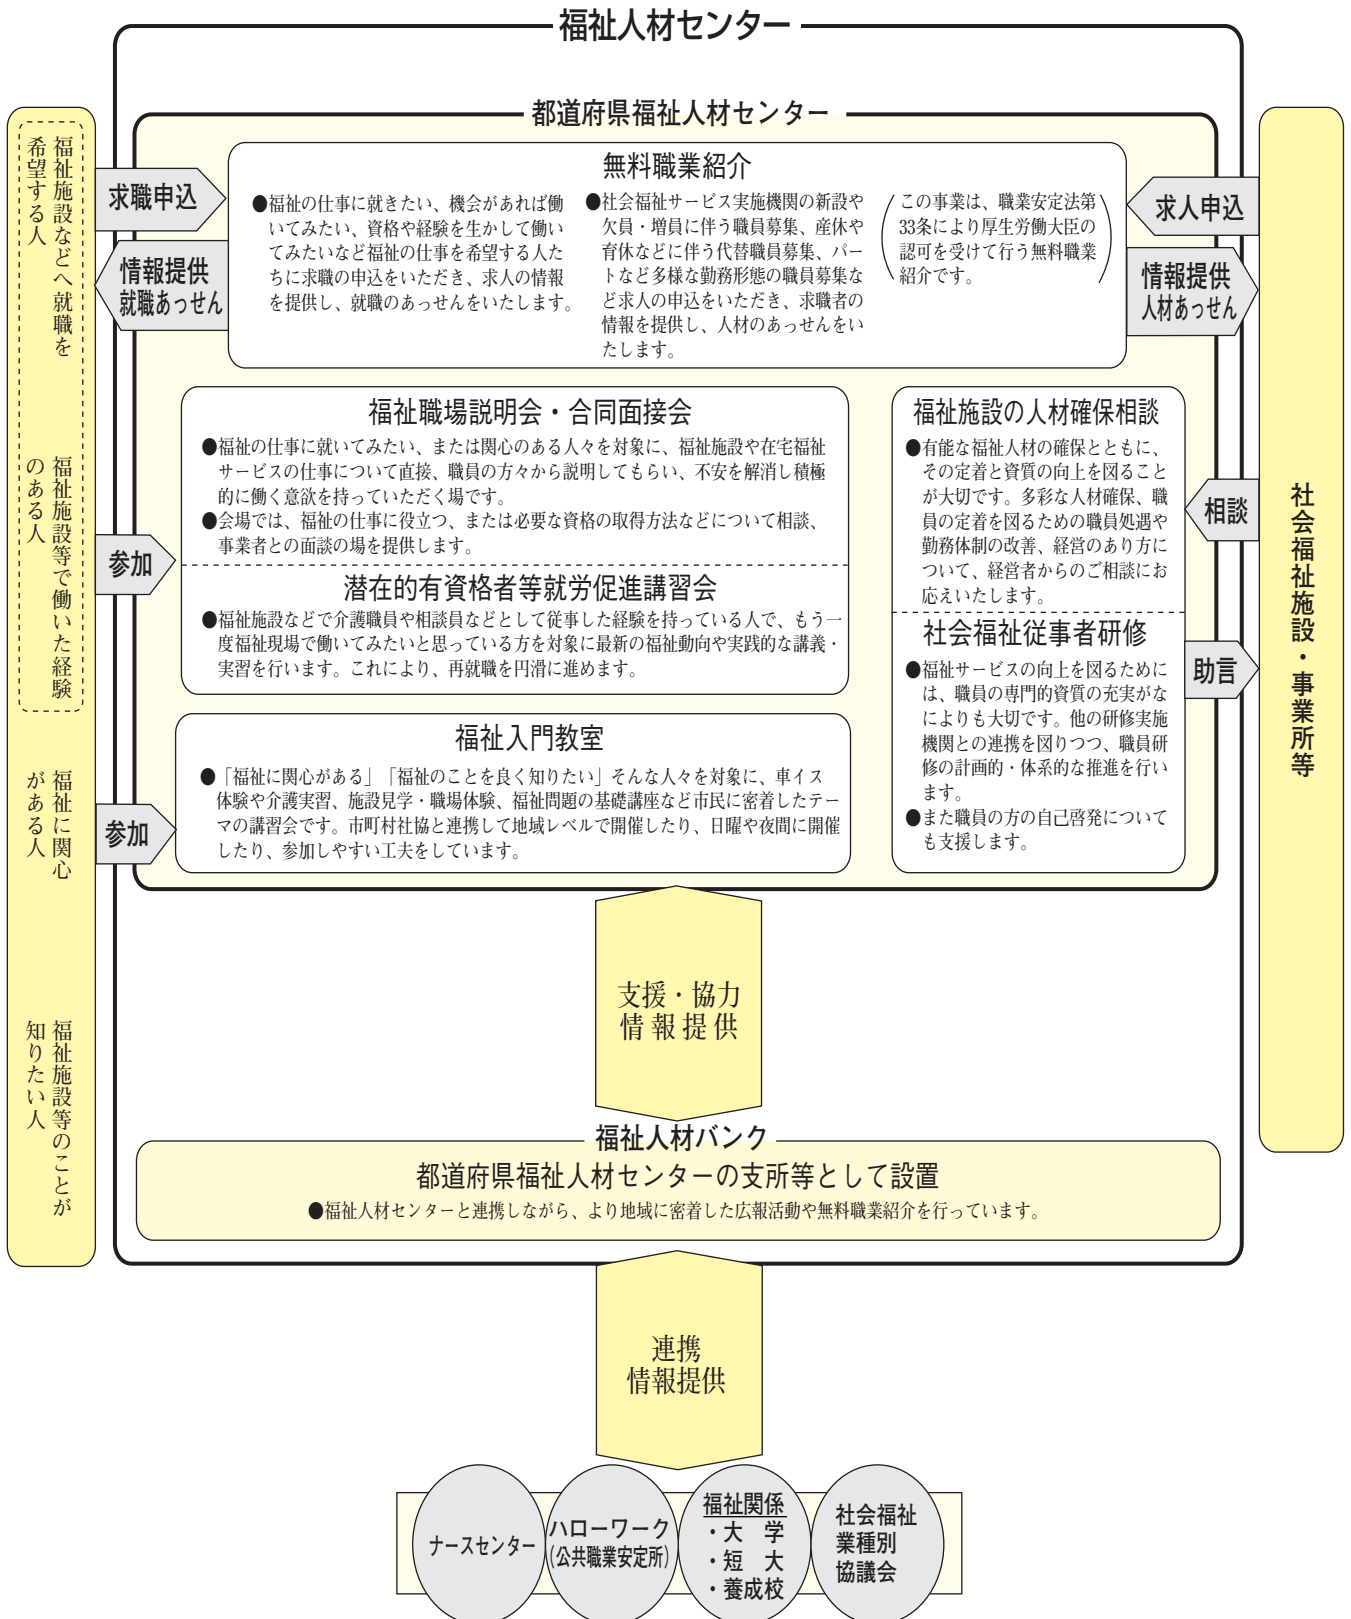 福祉人材センター
都道府県福祉人材センター
福祉施設などへ就職を
希望する人
福祉施設等で働いた経験
のある人
福祉に関心
がある人
福祉施設等のことが
知りたい人
求職申込
情報提供
就職あっせん
無料職業紹介
●福祉の仕事に就きたい、機会があれば働
いてみたい、資格や経験を生かして働い
てみたいなど福祉の仕事を希望する人た
ちに求職の申込をいただき、求人の情報
を提供し、就職のあっせんをいたします。
●社会福祉サービス実施機関の新設や
欠員・増員に伴う職員募集、産休や
育休などに伴う代替職員募集、パー
トなど多様な勤務形態の職員募集な
ど求人の申込をいただき、求職者の
情報を提供し、人材のあっせんをい
たします。
(この事業は、職業安定法第
33条により厚生労働大臣の
認可を受けて行う無料職業
紹介です。)
求人申込
情報提供
人材あっせん
参加
福祉職場説明会・合同面接会
●福祉の仕事に就いてみたい、または関心のある人々を対象に、福祉施設や在宅福祉
サービスの仕事について直接、職員の方々から説明してもらい、不安を解消し積極
的に働く意欲を持っていただく場です。
●会場では、福祉の仕事に役立つ、または必要な資格の取得方法などについて相談、
事業者との面談の場を提供します。
潜在的有資格者等就労促進講習会
●福祉施設などで介護職員や相談員などとして従事した経験を持っている人で、もう一
度福祉現場で働いてみたいと思っている方を対象に最新の福祉動向や実践的な講義・
実習を行います。これにより、再就職を円滑に進めます。
参加
福祉入門教室
●「福祉に関心がある」「福祉のことを良く知りたい」そんな人々を対象に、車イス
体験や介護実習、施設見学・職場体験、福祉問題の基礎講座など市民に密着したテー
マの講習会です。市町村社協と連携して地域レベルで開催したり、日曜や夜間に開催
したり、参加しやすい工夫をしています。
福祉施設の人材確保相談
●有能な福祉人材の確保とともに、
その定着と資質の向上を図ること
が大切です。多彩な人材確保、職
員の定着を図るための職員処遇や
勤務体制の改善、経営のあり方に
ついて、経営者からのご相談にお
応えいたします。
社会福祉従事者研修
●福祉サービスの向上を図るために
は、職員の専門的資質の充実がな
によりも大切です。他の研修実施
機関との連携を図りつつ、職員研
修の計画的・体系的な推進を行い
ます。
●また職員の方の自己啓発について
も支援します。
相談
助言
社会福祉施設・事業所等
支援・協力
情報提供
福祉人材バンク
都道府県福祉人材センターの支所等として設置
●福祉人材センターと連携しながら、より地域に密着した広報活動や無料職業紹介を行っています。
連携
情報提供
ナースセンター
ハローワーク
(公共職業安定所)
福祉関係
・大　学
・短　大
・養成校
社会福祉
業種別
協議会